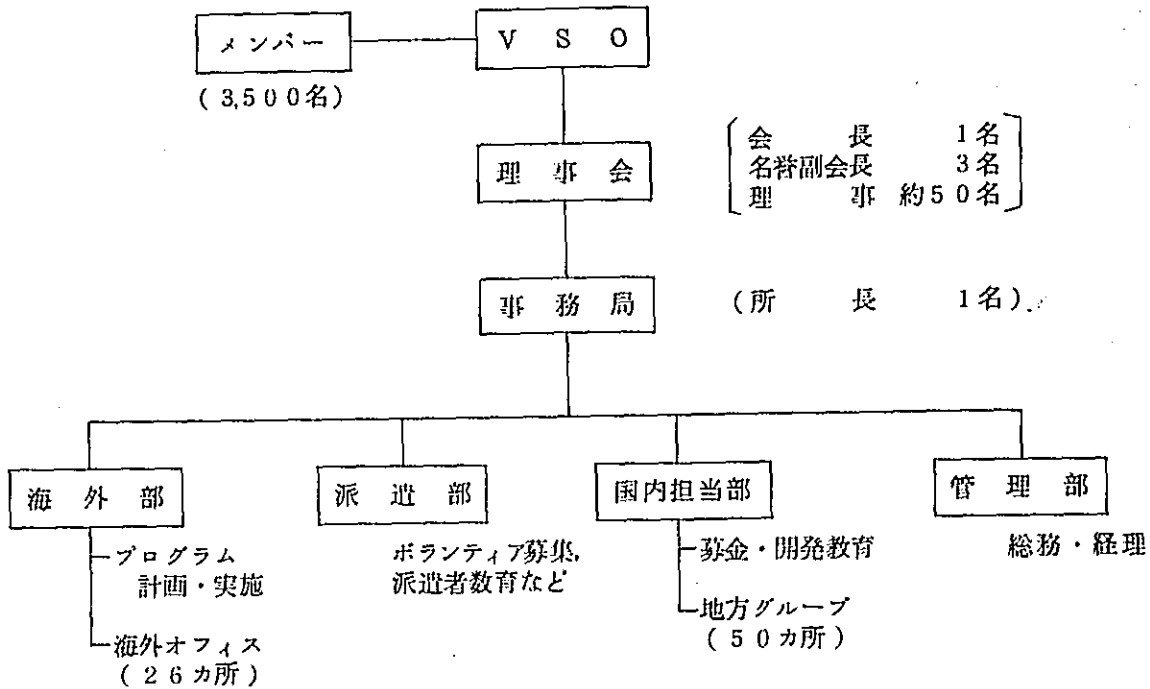 メンバー
(3,500名)
VSO
理事会
会長 1名
名誉副会長 3名
理事 約50名
事務局
(所長 1名)
海外部
プログラム
計画・実施
海外オフィス
(26カ所)
派遣部
ボランティア募集,
派遣者教育など
国内担当部
募金・開発教育
地方グループ
(50カ所)
管理部
総務・経理